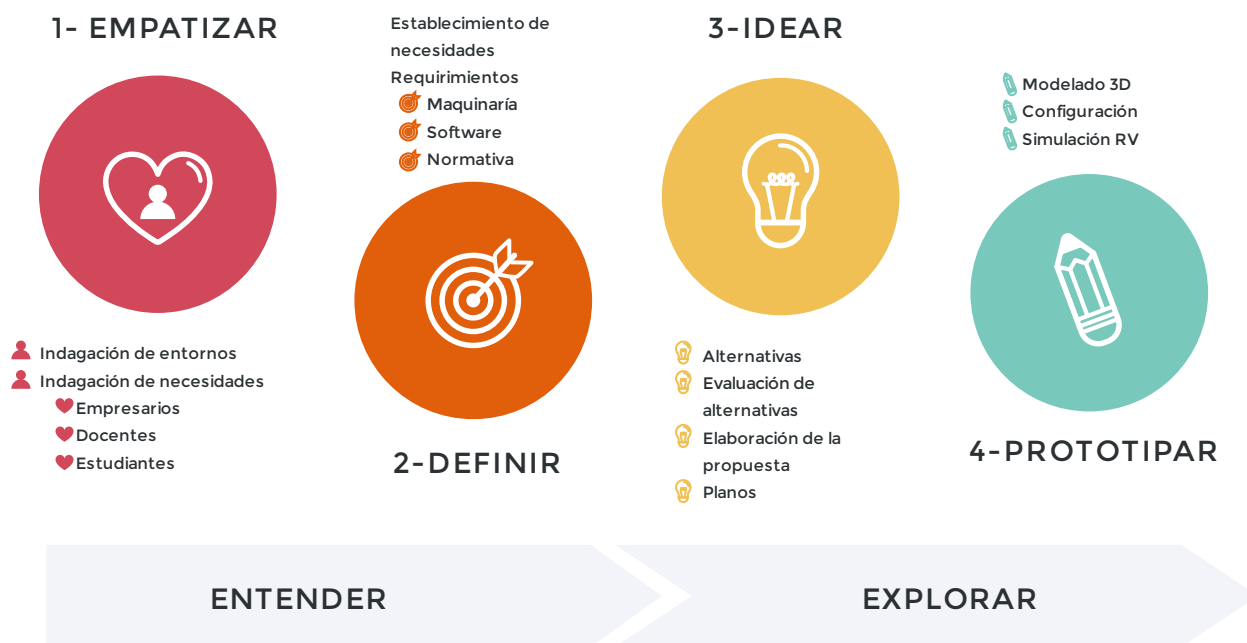 1- EMPATIZAR
Indagación de entornos
Indagación de necesidades
Empresarios
Docentes
Estudiantes
Establecimiento de
necesidades
Requirimientos
Maquinaría
Software
Normativa
2-DEFINIR
3-IDEAR
Alternativas
Evaluación de
alternativas
Elaboración de la
propuesta
Planos
Modelado 3D
Configuración
Simulación RV
4-PROTOTIPAR
ENTENDER
EXPLORAR